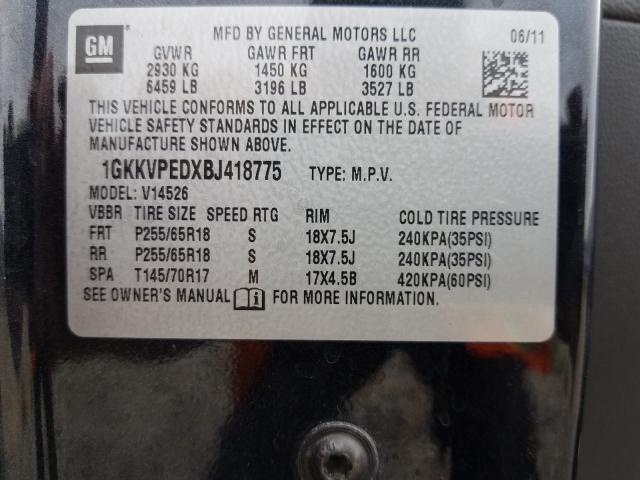 GM
MFD BY GENERAL MOTORS LLC 06/11
GVWR GAWR FRT GAWR RR
2930 KG 1450 KG 1600 KG
6459 LB 3196 LB 3527 LB
THIS VEHICLE CONFORMS TO ALL APPLICABLE U.S. FEDERAL MOTOR
VEHICLE SAFETY STANDARDS IN EFFECT ON THE DATE OF
MANUFACTURE SHOWN ABOVE.
1GKKVPEDXBJ418775 TYPE: M.P.V.
MODEL: V14526
VBBR TIRE SIZE SPEED RTG RIM COLD TIRE PRESSURE
FRT P255/65R18 S 18X7.5J 240KPA(35PSI)
RR P255/65R18 S 18X7.5J 240KPA(35PSI)
SPA T145/70R17 M 17X4.5B 420KPA(60PSI)
SEE OWNER'S MANUAL i FOR MORE INFORMATION.